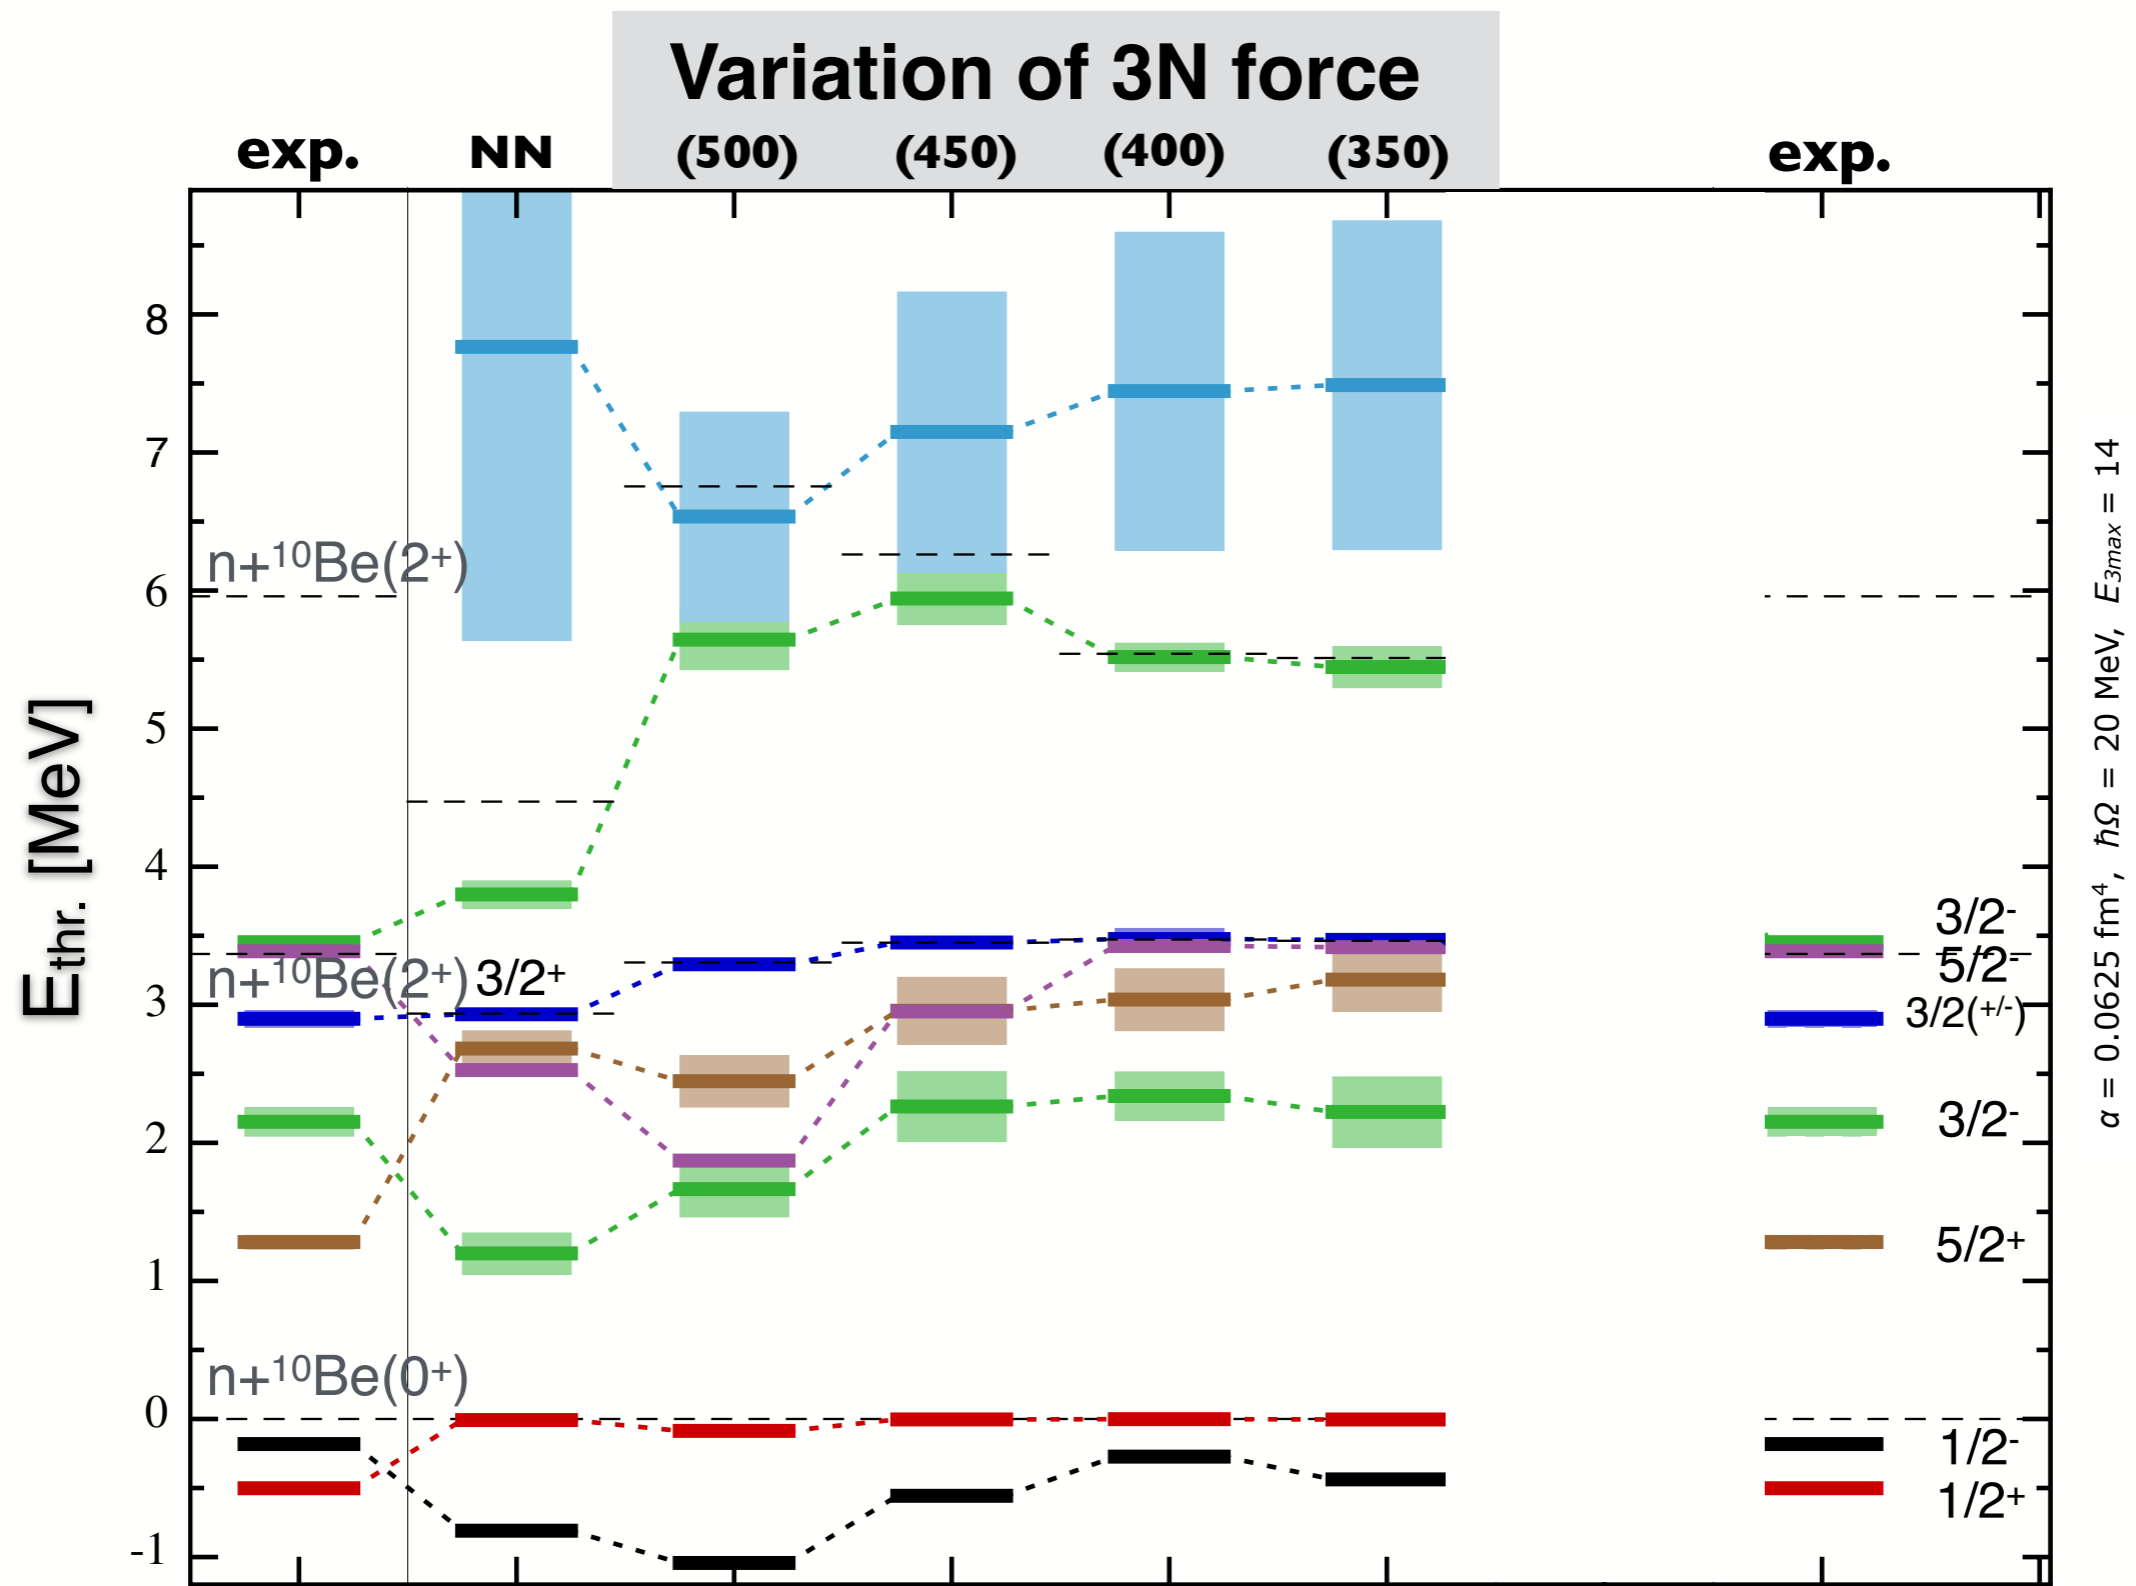 Variation of 3N force
exp. NN (500) (450) (400) (350) exp.
8
7
n+¹⁰Be(2⁺)
6
5
4
3/2⁻
5/2⁻
n+¹⁰Be(2⁺) 3/2⁺
3
3/2(⁺/⁻)
2
3/2⁻
5/2⁺
1
n+¹⁰Be(0⁺)
0
1/2⁻
1/2⁺
-1
Ethr. [MeV]
α = 0.0625 fm⁴, ℏΩ = 20 MeV, E₃ₘₐₓ = 14